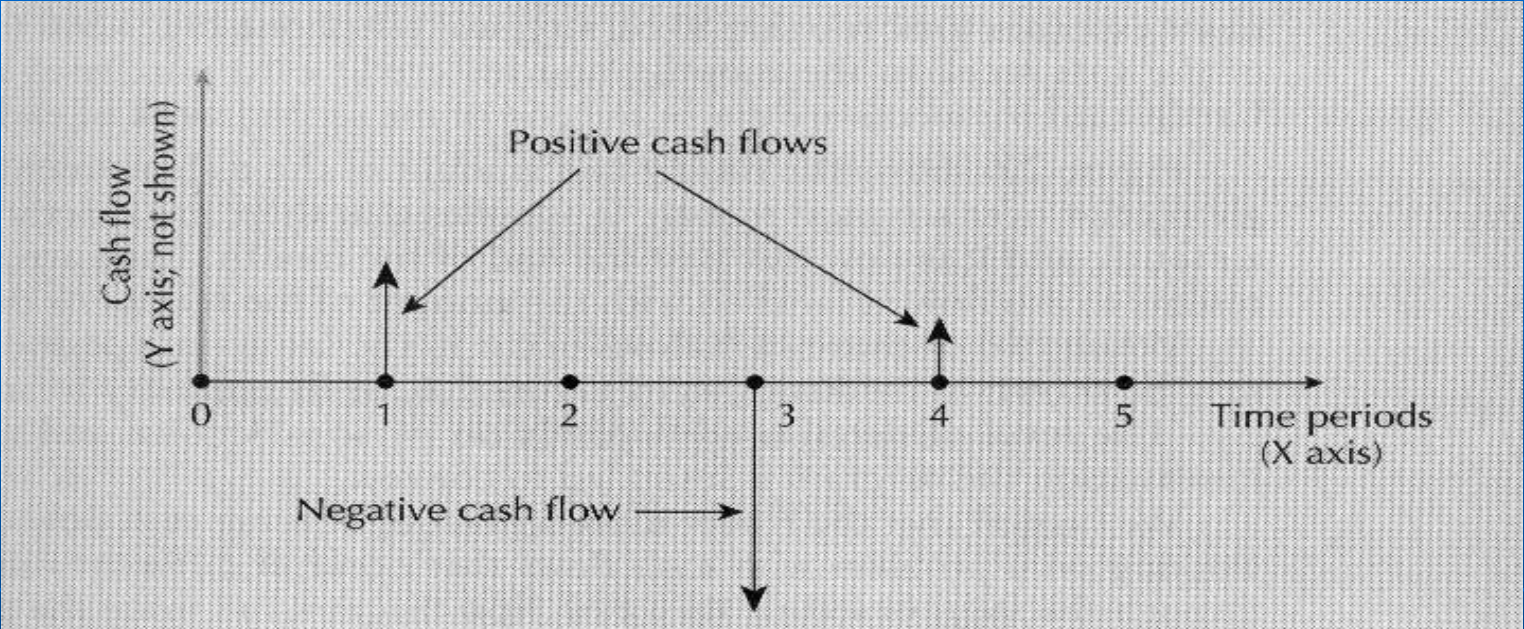 Positive cash flows
Cash flow
(Y axis; not shown)
0 1 2 3 4 5 Time periods
(X axis)
Negative cash flow